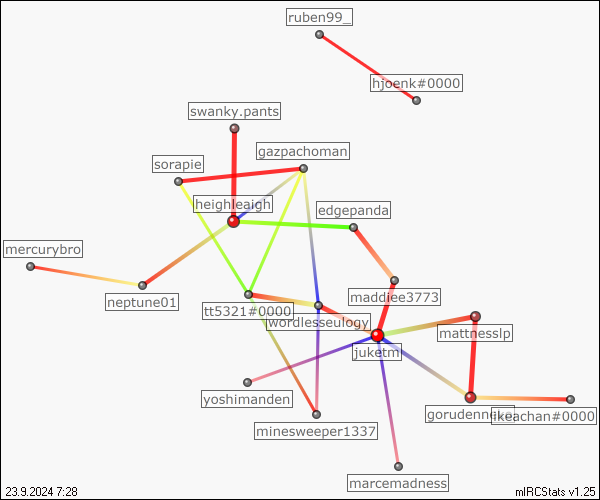 ruben99_
hjoenk#0000
swanky.pants
gazpachoman
sorapie
heighleaigh
edgepanda
mercurybro
neptune01
maddiee3773
tt5321#0000
wordlesseulogy
mattnesslp
juketm
yoshimanden
ikeachan#0000
minesweeper1337
marcemadness
23.9.2024 7:28
mIRCStats v1.25